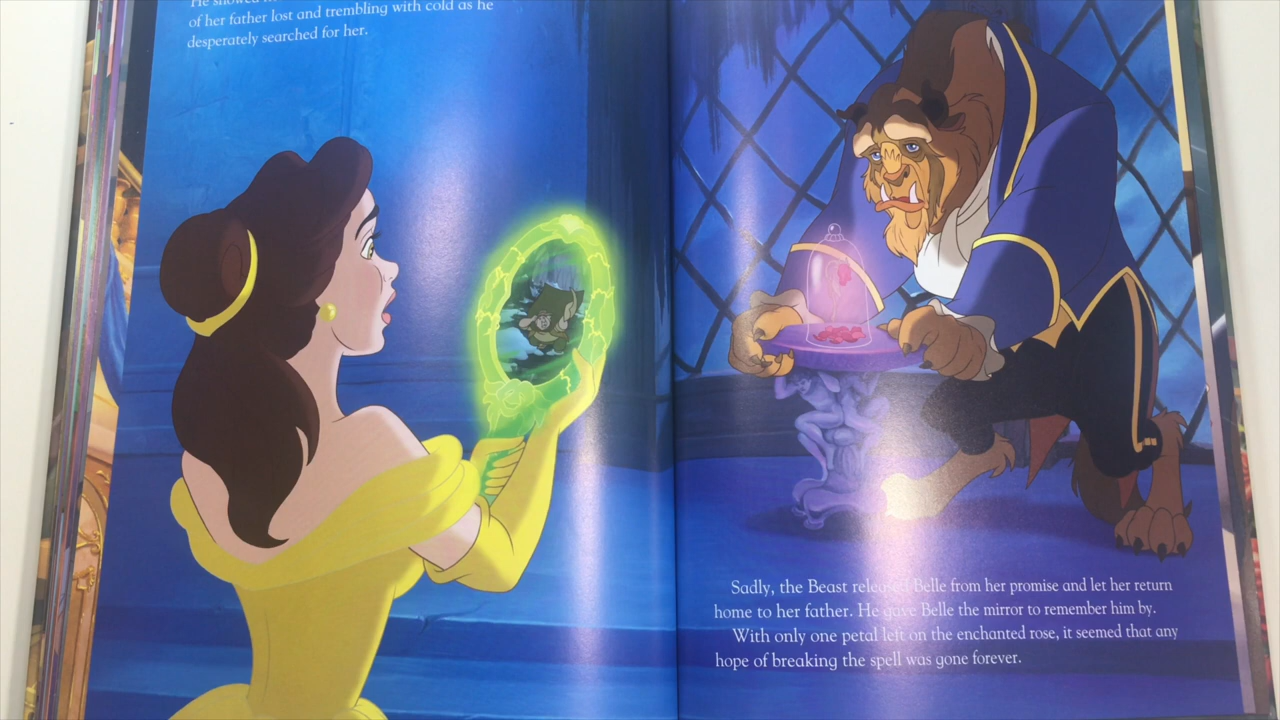 He showed
of her father lost and trembling with cold as he
desperately searched for her.
Sadly, the Beast released Belle from her promise and let her return
home to her father. He gave Belle the mirror to remember him by.
With only one petal left on the enchanted rose, it seemed that any
hope of breaking the spell was gone forever.